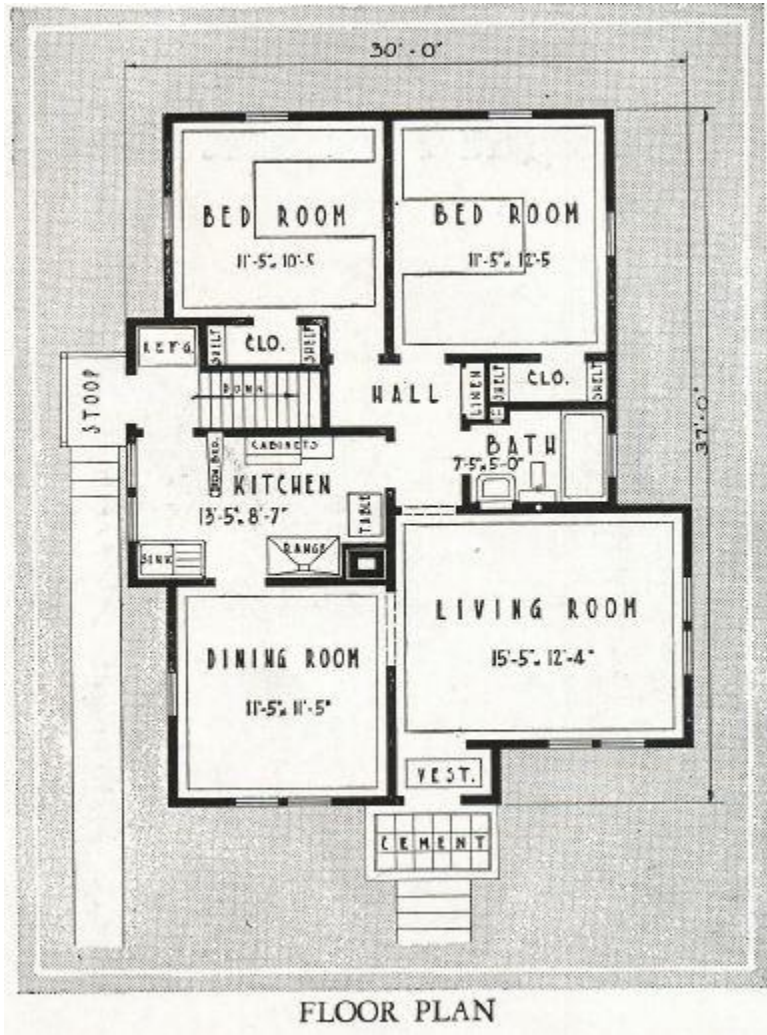 30'-0"
BED ROOM
11'-5"x 10'-5
BED ROOM
11'-5"x 12'-5
REF'G.
SHELF
CLO.
SHELF
STOOP
DOWN
HALL
LINEN
SHELF
CLO.
SHELF
37'-0"
BATH
7'-5"x 5'-0"
CABINETS
KITCHEN
13'-5"x 8'-7"
TABLE
SINK
RANGE
LIVING ROOM
15'-5"x 12'-4"
DINING ROOM
11'-5"x 11'-5"
VEST.
CEMENT
FLOOR PLAN